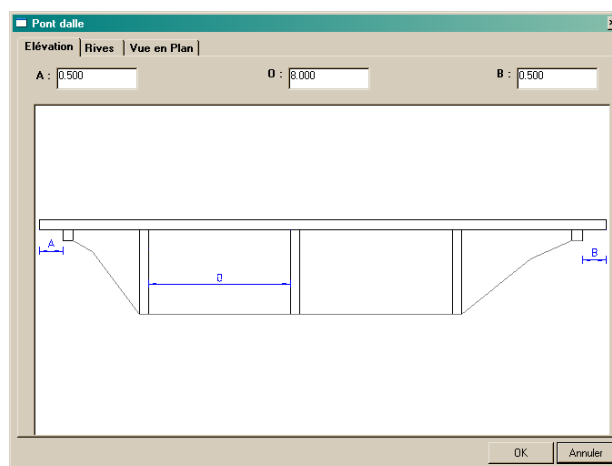 Pont dalle
Elévation Rives Vue en Plan
A : 0.500 O : 8.000 B : 0.500
A
O
B
OK Annuler